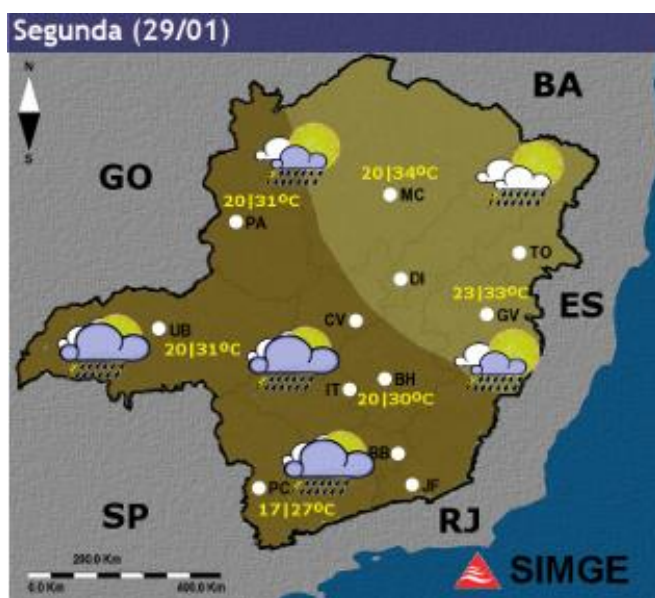 Segunda (29/01)
N
S
BA
GO
20|34ºC
MC
20|31ºC
PA
TO
DI
23|33ºC
ES
GV
CV
UB
20|31ºC
BH
IT
20|30ºC
BB
PC
JF
17|27ºC
SP
RJ
200.0 Km
0.0 Km
400.0 Km
SIMGE